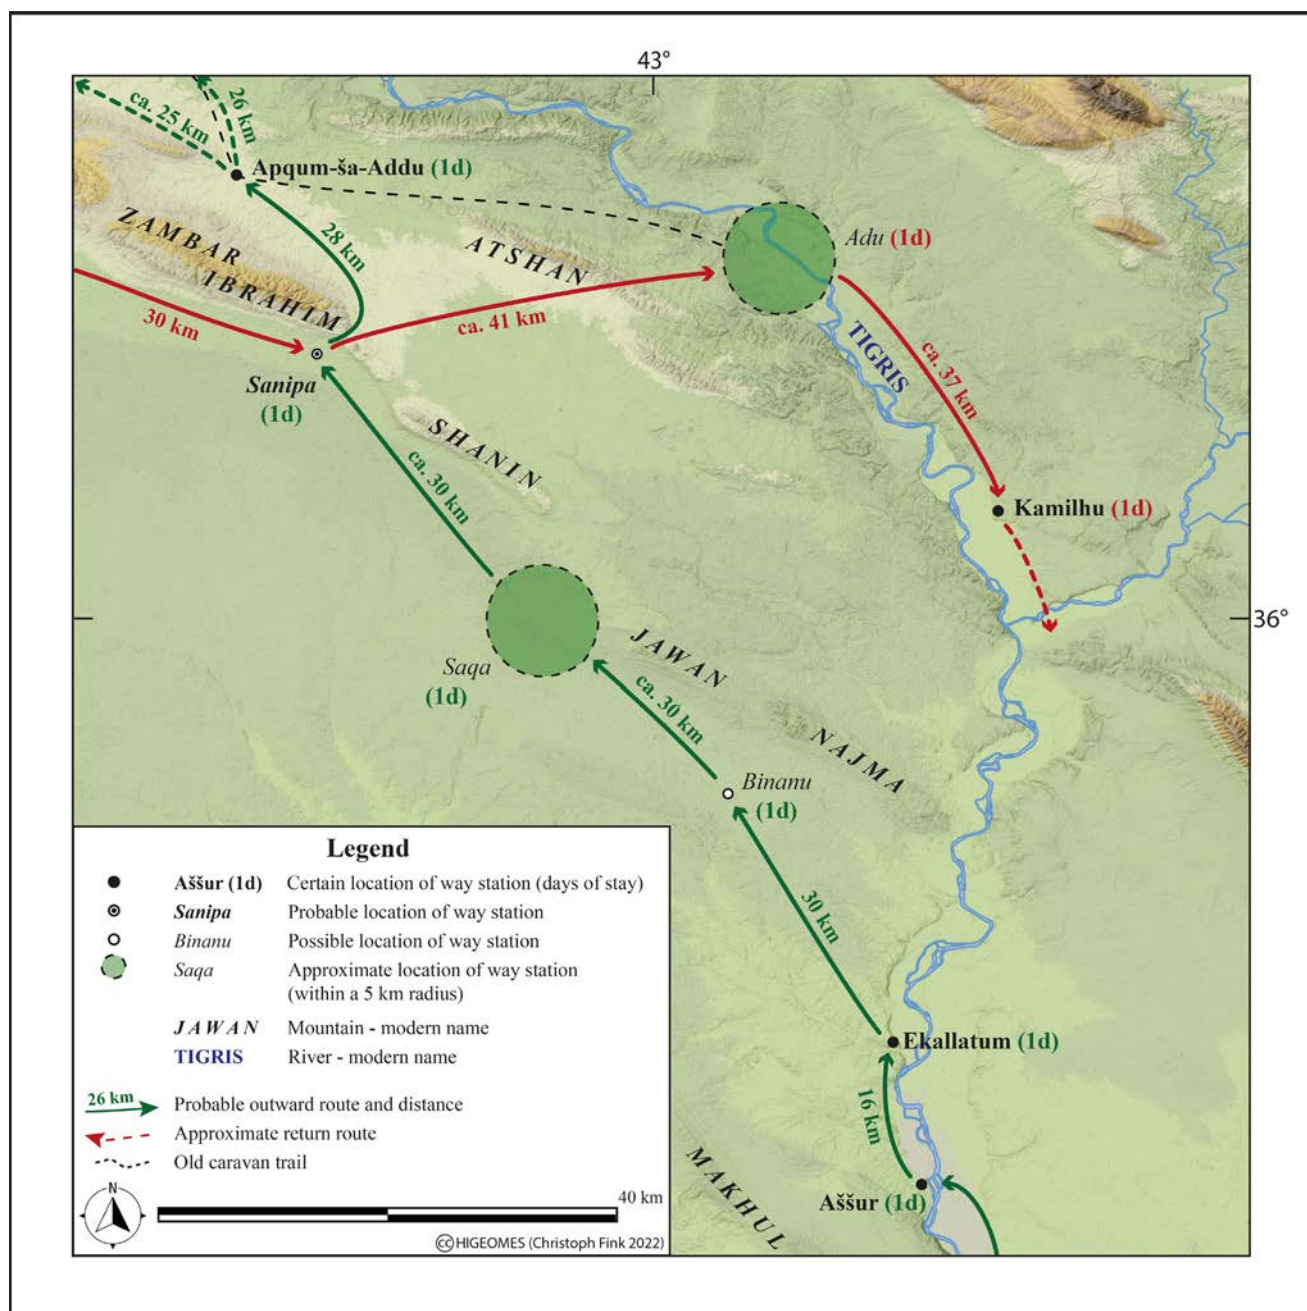 43°
ca. 25 km
26 km
Apqum-ša-Addu (1d)
ZAMBAR
IBRAHIM
28 km
ATSHAN
Adu (1d)
30 km
ca. 41 km
TIGRIS
ca. 37 km
Sanipa
(1d)
SHANIN
ca. 30 km
Kamilhu (1d)
36°
Saqa
(1d)
JAWAN
ca. 30 km
NAJMA
Binanu
(1d)
30 km
Ekallatum (1d)
16 km
MAKHUL
Aššur (1d)
Legend
Aššur (1d) Certain location of way station (days of stay)
Sanipa Probable location of way station
Binanu Possible location of way station
Saqa Approximate location of way station
(within a 5 km radius)
JAWAN Mountain - modern name
TIGRIS River - modern name
26 km Probable outward route and distance
Approximate return route
Old caravan trail
N
40 km
cc HIGEOMES (Christoph Fink 2022)